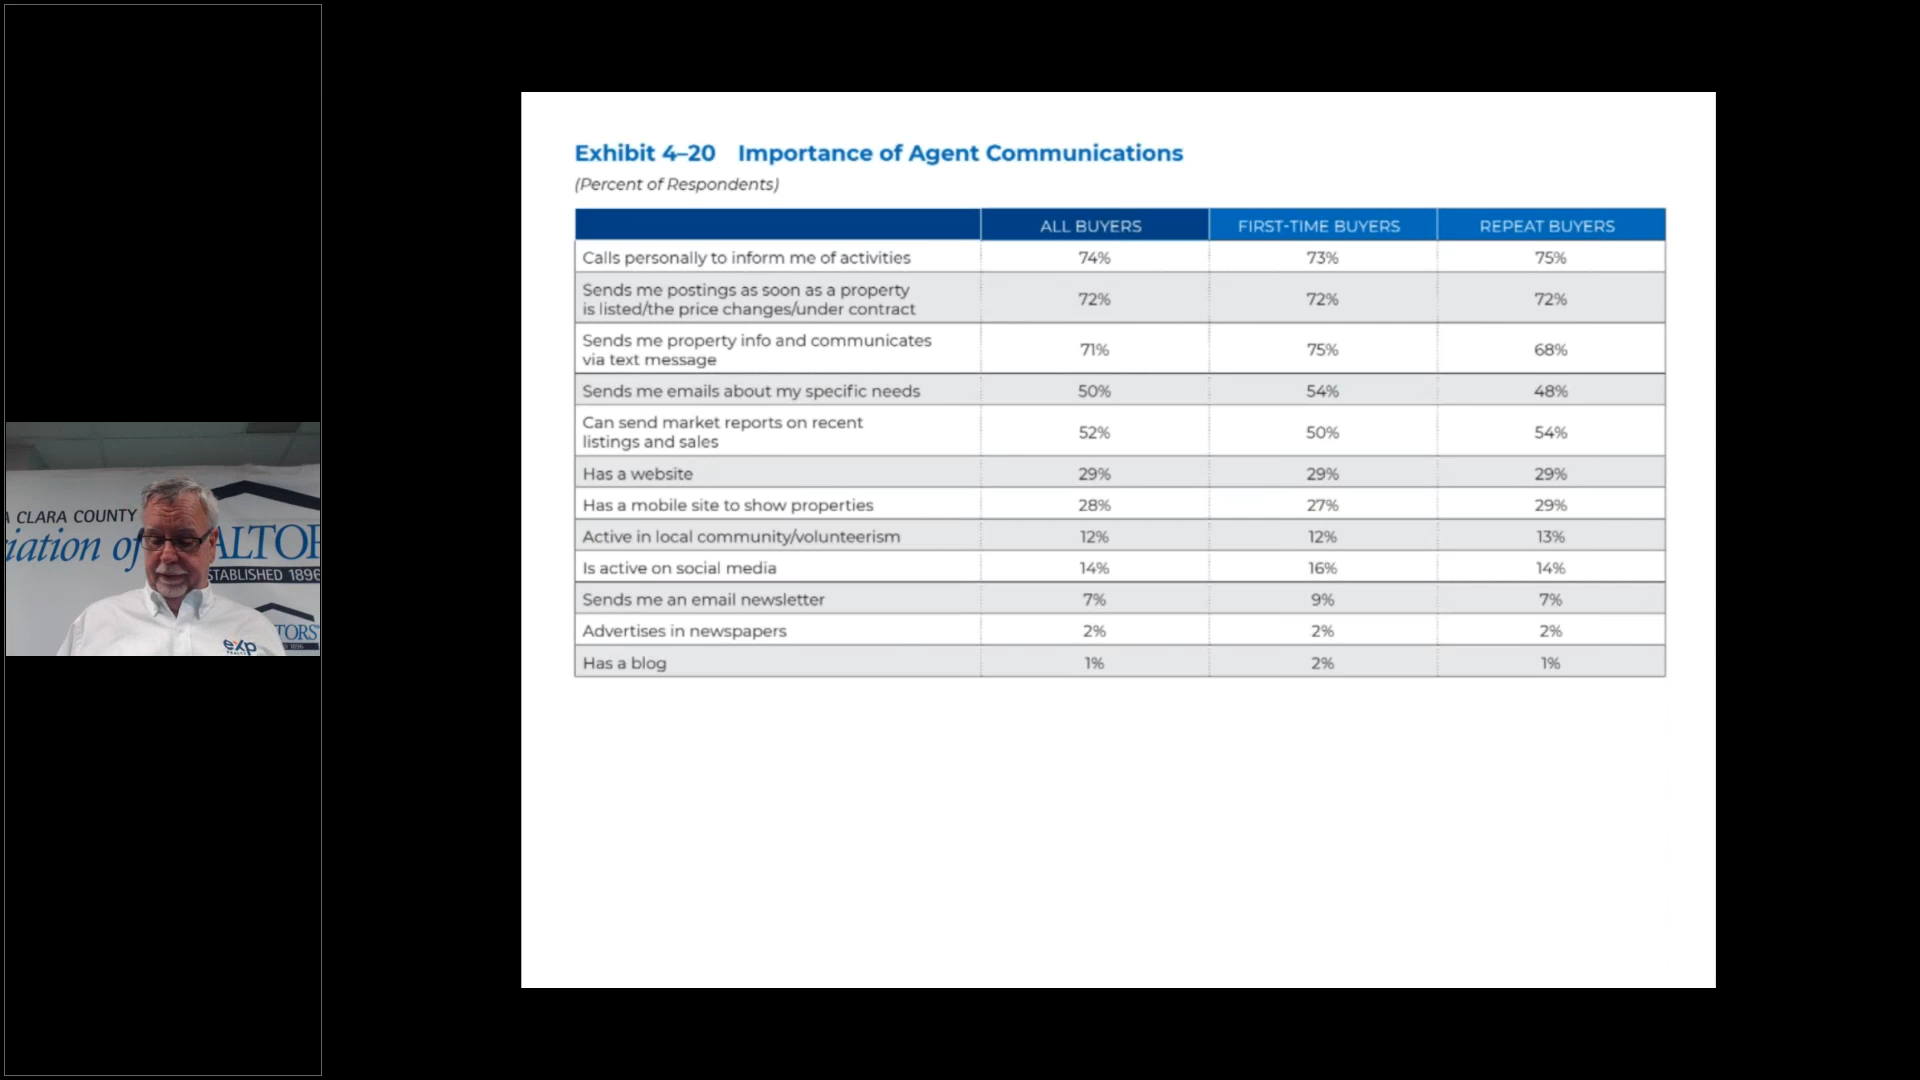 A CLARA COUNTY
iation of
ALTOR
STABLISHED 1896
TORS
exp
REALTY
Exhibit 4–20 Importance of Agent Communications
(Percent of Respondents)
ALL BUYERS FIRST-TIME BUYERS REPEAT BUYERS
Calls personally to inform me of activities 74% 73% 75%
Sends me postings as soon as a property
is listed/the price changes/under contract 72% 72% 72%
Sends me property info and communicates
via text message 71% 75% 68%
Sends me emails about my specific needs 50% 54% 48%
Can send market reports on recent
listings and sales 52% 50% 54%
Has a website 29% 29% 29%
Has a mobile site to show properties 28% 27% 29%
Active in local community/volunteerism 12% 12% 13%
Is active on social media 14% 16% 14%
Sends me an email newsletter 7% 9% 7%
Advertises in newspapers 2% 2% 2%
Has a blog 1% 2% 1%